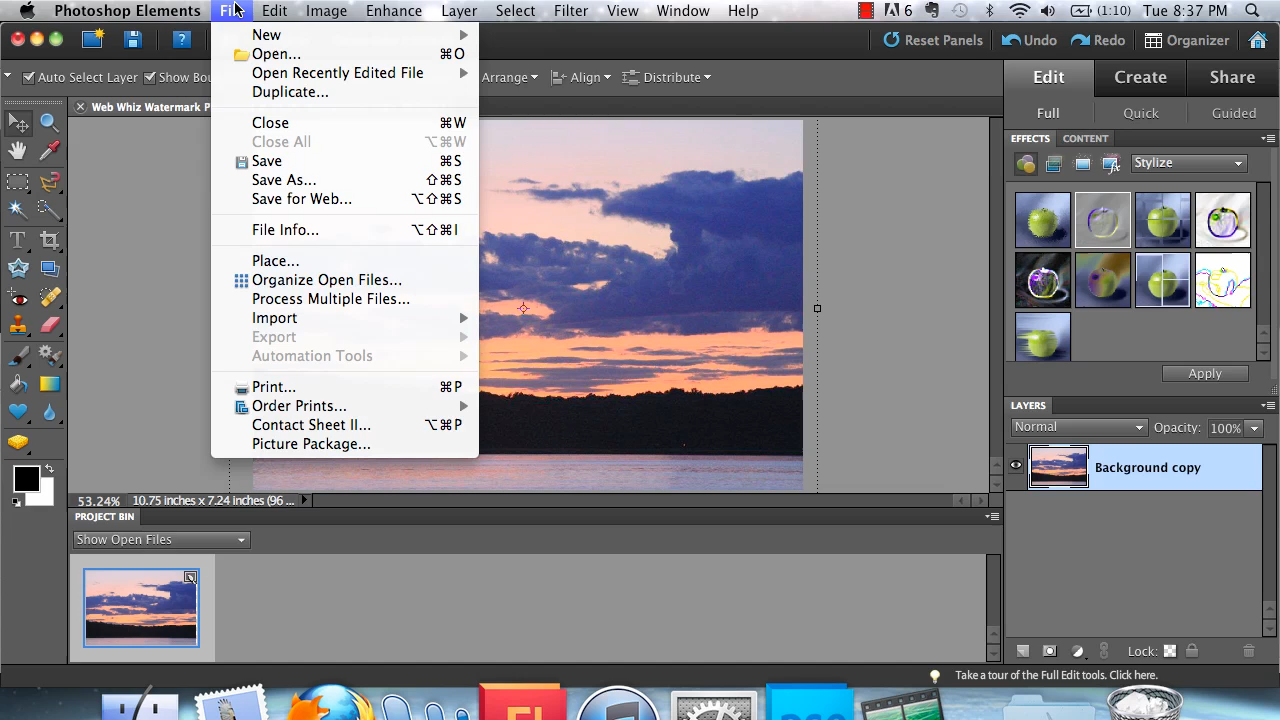 Photoshop Elements File Edit Image Enhance Layer Select Filter View Window Help 6 (1:10) Tue 8:37 PM
Reset Panels Undo Redo Organizer
Auto Select Layer Show Bou Arrange Align Distribute
Edit Create Share
Full Quick Guided
Web Whiz Watermark P
New
Open... ⌘O
Open Recently Edited File
Duplicate...
Close ⌘W
Close All ⌥⌘W
Save ⌘S
Save As... ⇧⌘S
Save for Web... ⌥⇧⌘S
File Info... ⌥⇧⌘I
Place...
Organize Open Files...
Process Multiple Files...
Import
Export
Automation Tools
Print... ⌘P
Order Prints...
Contact Sheet II... ⌥⌘P
Picture Package...
EFFECTS CONTENT
Stylize
Apply
LAYERS
Normal Opacity: 100%
Background copy
Lock:
53.24% 10.75 inches x 7.24 inches (96 ...
PROJECT BIN
Show Open Files
Take a tour of the Full Edit tools. Click here.